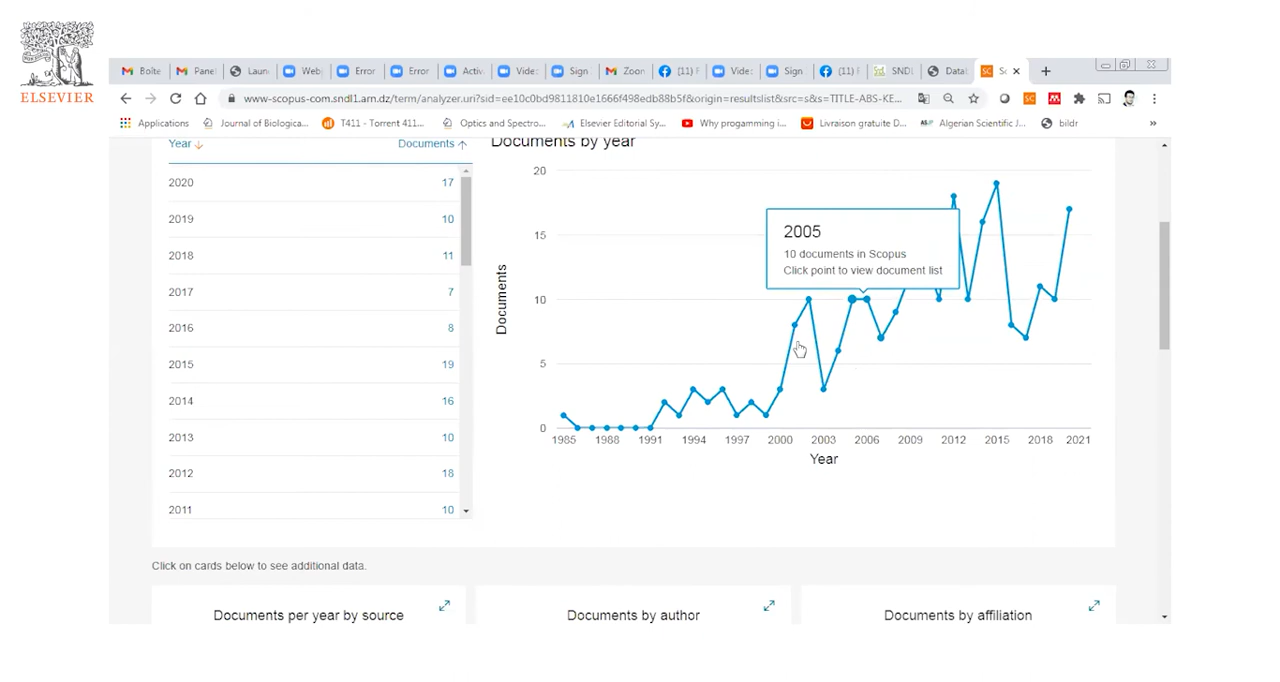 ELSEVIER
Boîte
Panel
Laun
Web
Error
Error
Activ
Vide
Sign
Zoon
(11) F
Vide
Sign
(11) F
SNDI
Datal
Sc
www-scopus-com.sndl1.arn.dz/term/analyzer.uri?sid=ee10c0bd9811810e1666f498edb88b5f&origin=resultslist&src=s&s=TITLE-ABS-KE...
Applications
Journal of Biologica...
T411 - Torrent 411...
Optics and Spectro...
Elsevier Editorial Sy...
Why progamming i...
Livraison gratuite D...
Algerian Scientific J...
bildr
Year
Documents
2020 17
2019 10
2018 11
2017 7
2016 8
2015 19
2014 16
2013 10
2012 18
2011 10
Documents by year
20
15
10
5
0
Documents
2005
10 documents in Scopus
Click point to view document list
1985 1988 1991 1994 1997 2000 2003 2006 2009 2012 2015 2018 2021
Year
Click on cards below to see additional data.
Documents per year by source
Documents by author
Documents by affiliation